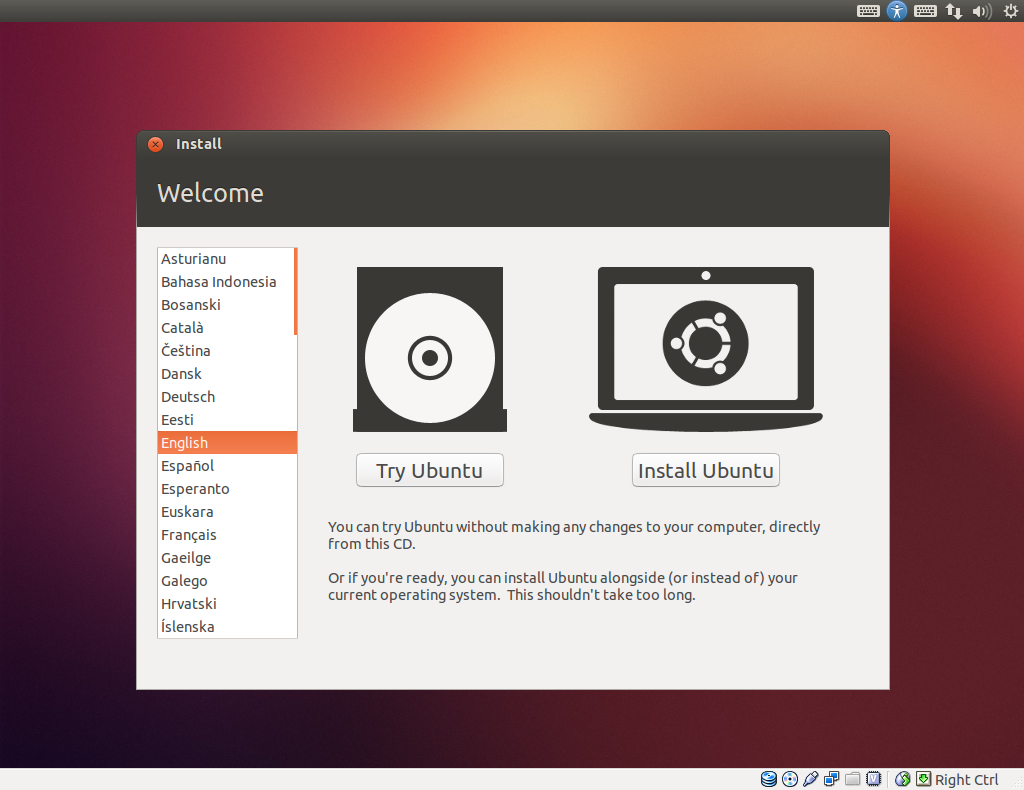 Install
Welcome
Asturianu
Bahasa Indonesia
Bosanski
Català
Čeština
Dansk
Deutsch
Eesti
English
Español
Esperanto
Euskara
Français
Gaeilge
Galego
Hrvatski
Íslenska
Try Ubuntu
Install Ubuntu
You can try Ubuntu without making any changes to your computer, directly
from this CD.
Or if you're ready, you can install Ubuntu alongside (or instead of) your
current operating system.  This shouldn't take too long.
Right Ctrl